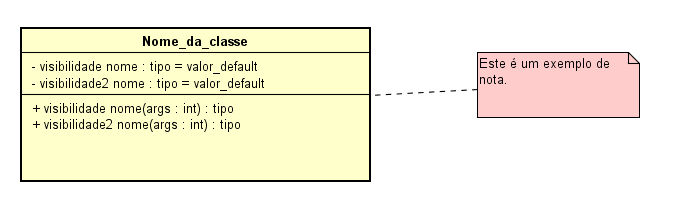 Nome_da_classe
- visibilidade nome : tipo = valor_default
- visibilidade2 nome : tipo = valor_default
+ visibilidade nome(args : int) : tipo
+ visibilidade2 nome(args : int) : tipo
Este é um exemplo de
nota.